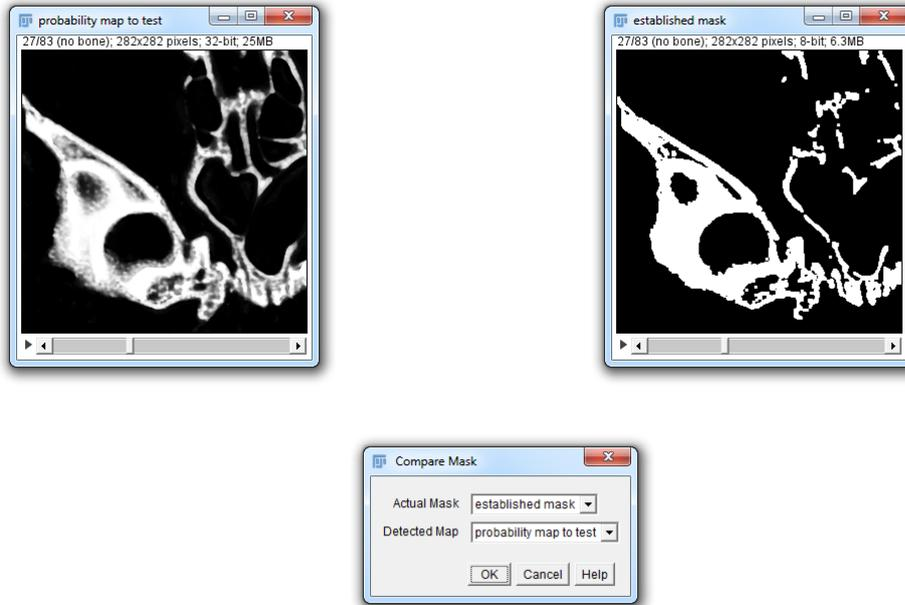 probability map to test
27/83 (no bone); 282x282 pixels; 32-bit; 25MB
established mask
27/83 (no bone); 282x282 pixels; 8-bit; 6.3MB
Compare Mask
Actual Mask established mask
Detected Map probability map to test
OK Cancel Help